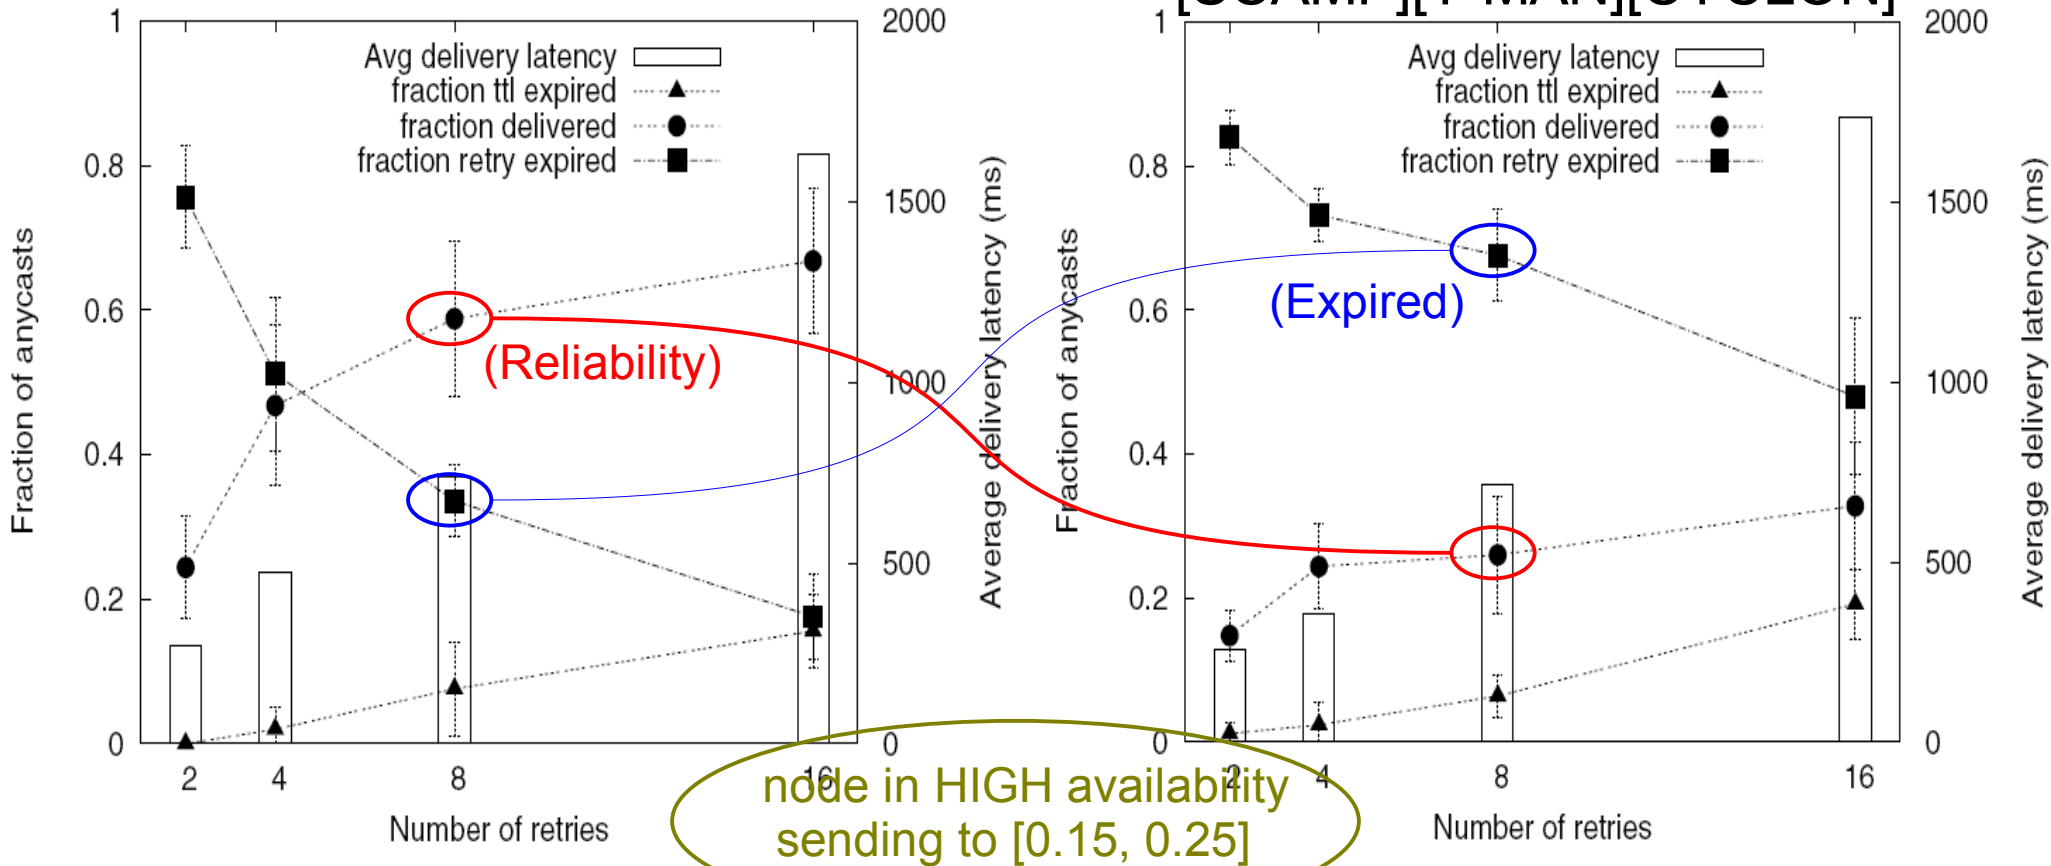 [SCAMP][T-MAN][CYCLON]
1
0.8
0.6
0.4
0.2
0
Fraction of anycasts
Avg delivery latency
fraction ttl expired
fraction delivered
fraction retry expired
2000
1500
1000
500
0
Average delivery latency (ms)
2 4 8 16
Number of retries
(Reliability)
1
0.8
0.6
0.4
0.2
0
Fraction of anycasts
Avg delivery latency
fraction ttl expired
fraction delivered
fraction retry expired
(Expired)
2000
1500
1000
500
0
Average delivery latency (ms)
2 4 8 16
Number of retries
node in HIGH availability
sending to [0.15, 0.25]